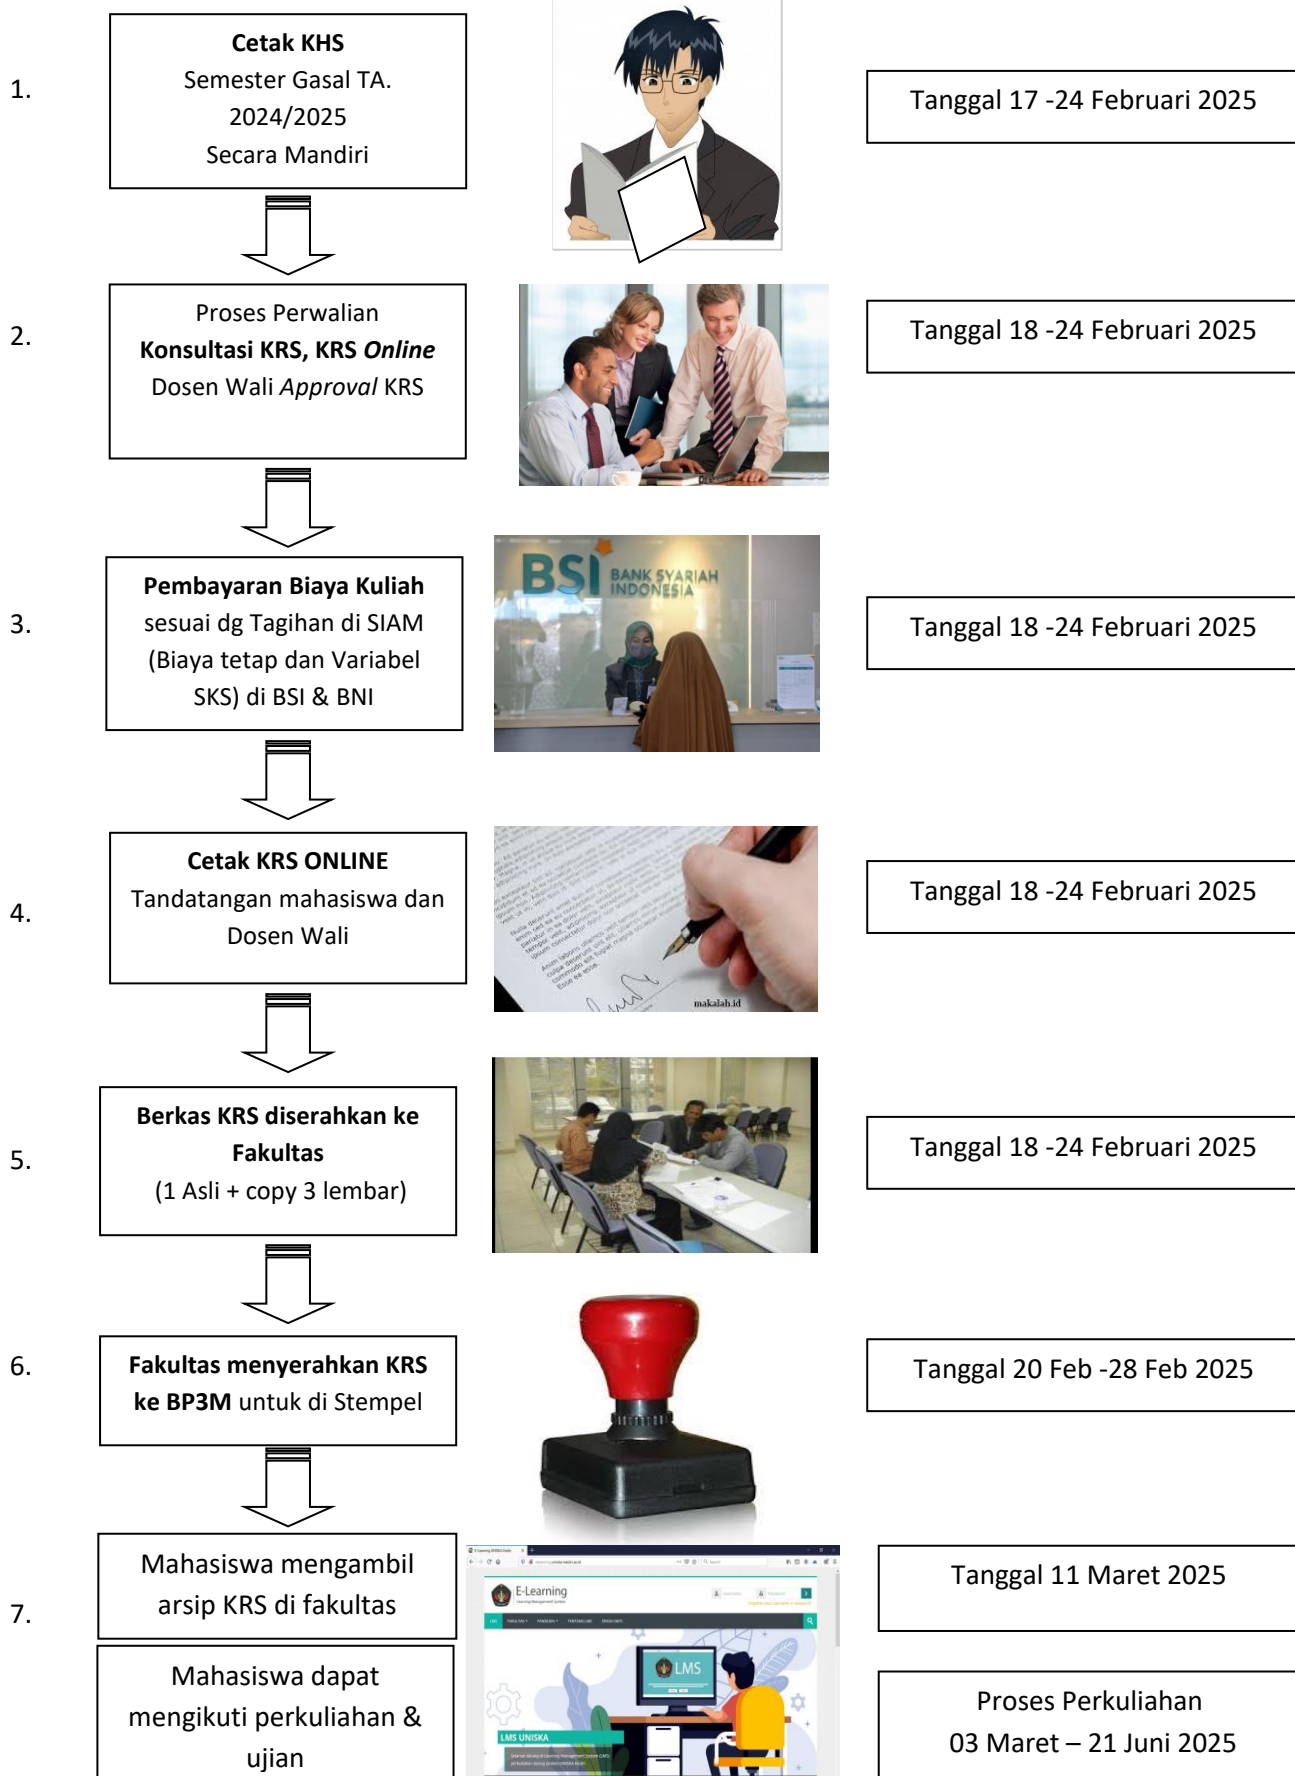 1.
Cetak KHS
Semester Gasal TA.
2024/2025
Secara Mandiri
Tanggal 17 -24 Februari 2025
2.
Proses Perwalian
Konsultasi KRS, KRS Online
Dosen Wali Approval KRS
Tanggal 18 -24 Februari 2025
3.
Pembayaran Biaya Kuliah
sesuai dg Tagihan di SIAM
(Biaya tetap dan Variabel
SKS) di BSI & BNI
BSI BANK SYARIAH
INDONESIA
Tanggal 18 -24 Februari 2025
4.
Cetak KRS ONLINE
Tandatangan mahasiswa dan
Dosen Wali
makalah.id
Tanggal 18 -24 Februari 2025
5.
Berkas KRS diserahkan ke
Fakultas
(1 Asli + copy 3 lembar)
Tanggal 18 -24 Februari 2025
6.
Fakultas menyerahkan KRS
ke BP3M untuk di Stempel
Tanggal 20 Feb -28 Feb 2025
7.
Mahasiswa mengambil
arsip KRS di fakultas
E-Learning
Learning Management System
LMS
LMS UNISKA
Tanggal 11 Maret 2025
Mahasiswa dapat
mengikuti perkuliahan &
ujian
Proses Perkuliahan
03 Maret – 21 Juni 2025